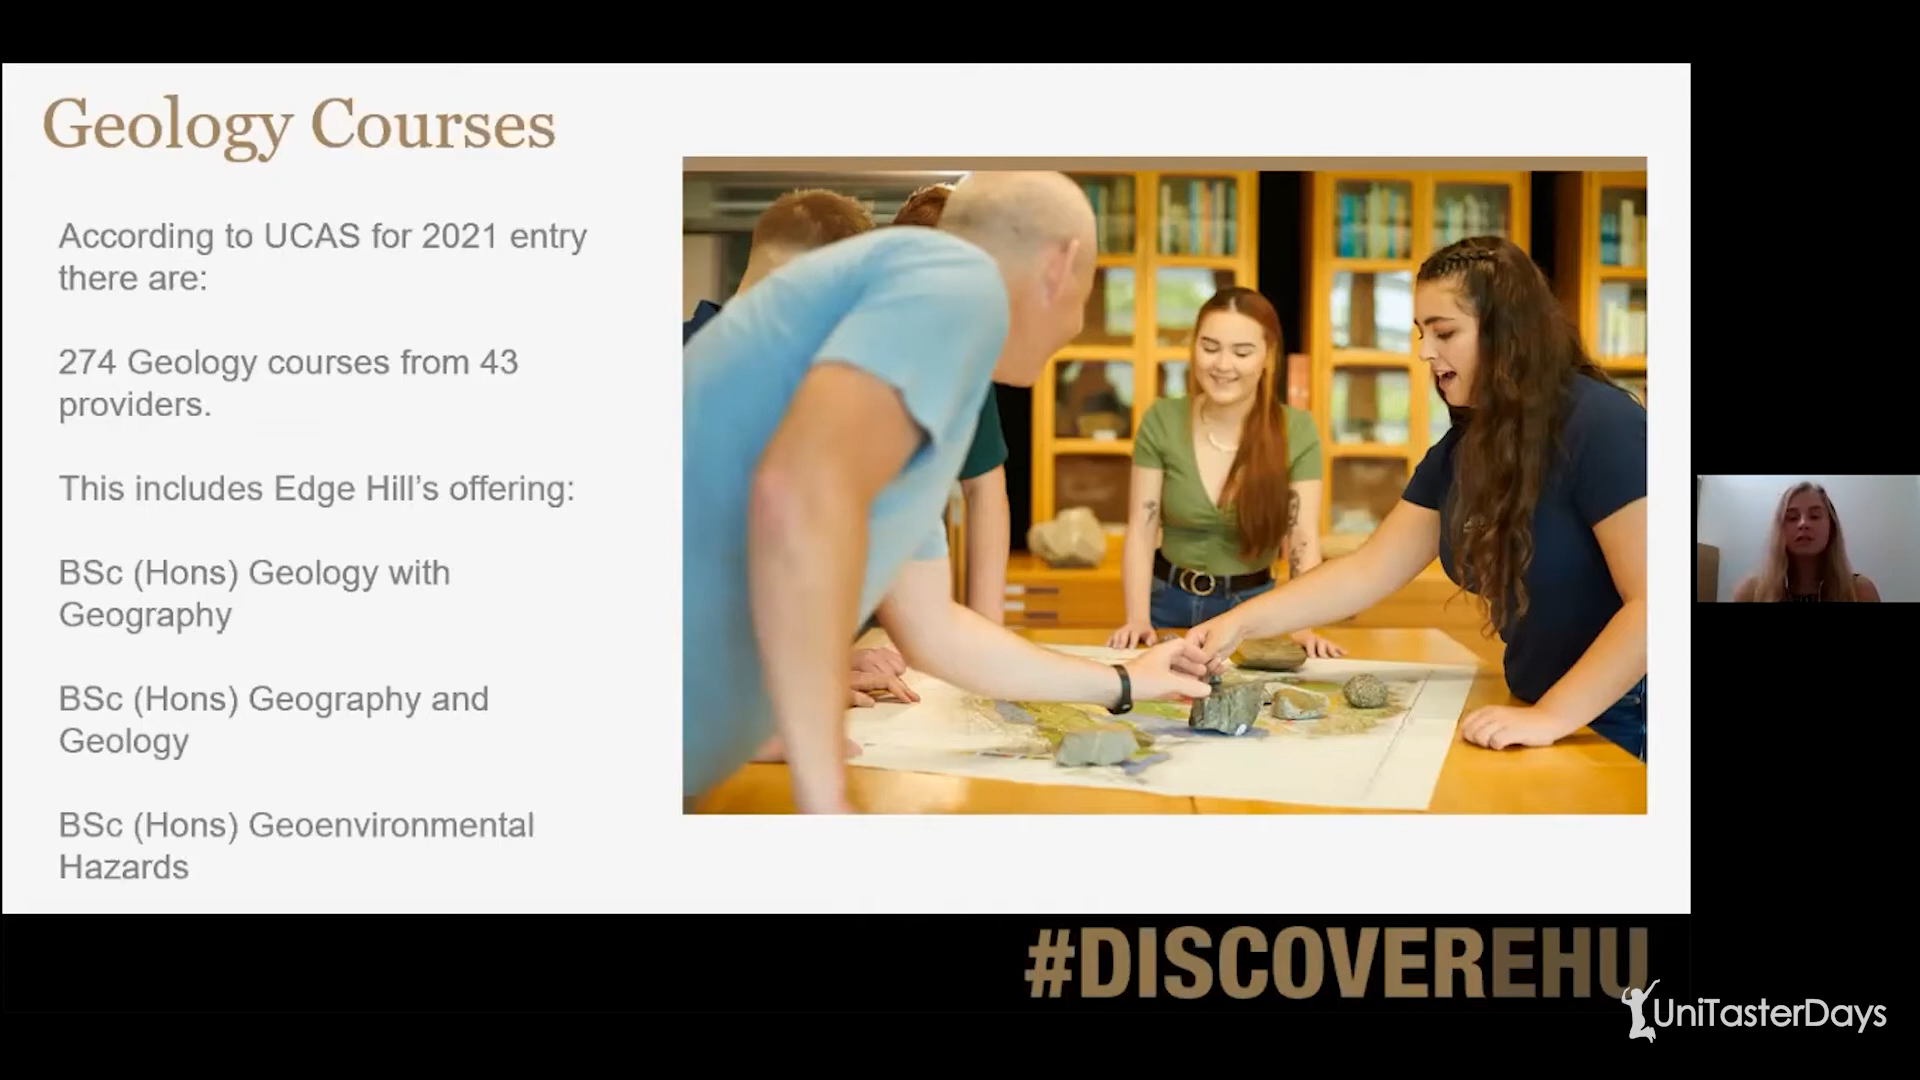 Geology Courses
According to UCAS for 2021 entry
there are:
274 Geology courses from 43
providers.
This includes Edge Hill’s offering:
BSc (Hons) Geology with
Geography
BSc (Hons) Geography and
Geology
BSc (Hons) Geoenvironmental
Hazards
#DISCOVEREHU
UniTasterDays